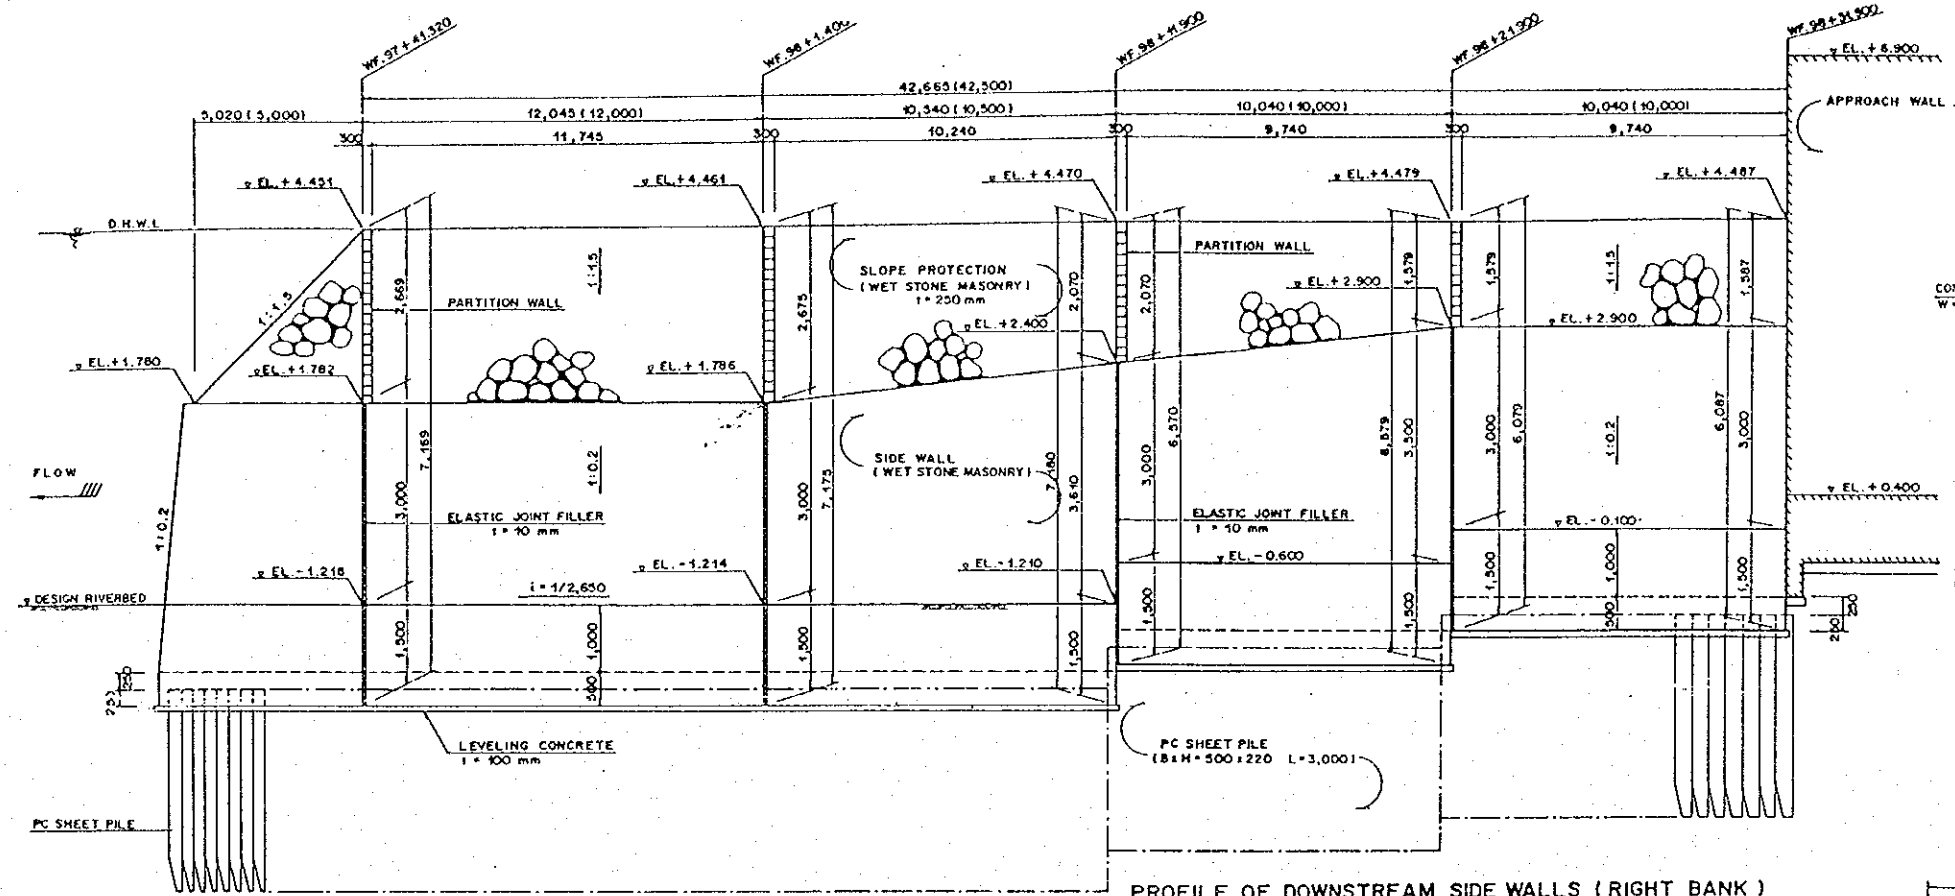 WF.97+41.320
WF.98+1.400
WF.98+11.900
WF.98+21.900
WF.98+31.900
EL.+6.900
42,665(42,500)
5,020(5,000)
12,045(12,000)
10,540(10,500)
10,040(10,000)
10,040(10,000)
APPROACH WALL
300
11,745
300
10,240
300
9,740
300
9,740
EL.+4.451
EL.+4.461
EL.+4.470
EL.+4.479
EL.+4.487
D.H.W.L
1:1.5
2,669
1:1.5
PARTITION WALL
2,675
SLOPE PROTECTION
(WET STONE MASONRY)
t=250 mm
2,070
2,070
PARTITION WALL
1,579
1,579
1:1.5
1,587
EL.+2.900
EL.+2.400
EL.+2.900
EL.+1.780
EL.+1.782
EL.+1.786
FLOW
1:0.2
7,169
3,000
1:0.2
ELASTIC JOINT FILLER
t=10 mm
3,000
7,175
SIDE WALL
(WET STONE MASONRY)
7,180
3,610
3,000
6,570
ELASTIC JOINT FILLER
t=10 mm
3,500
3,000
6,079
1:0.2
6,087
3,000
EL.+0.400
EL.-0.100
EL.-0.600
EL.-1.218
EL.-1.214
EL.-1.210
DESIGN RIVERBED
i=1/2,650
1,500
1,000
500
1,500
1,500
1,500
1,500
1,500
1,000
500
1,500
250
250
250
250
LEVELING CONCRETE
t=100 mm
PC SHEET PILE
(B×H=500×220 L=3,000)
PC SHEET PILE
PROFILE OF DOWNSTREAM SIDE WALLS (RIGHT BANK)